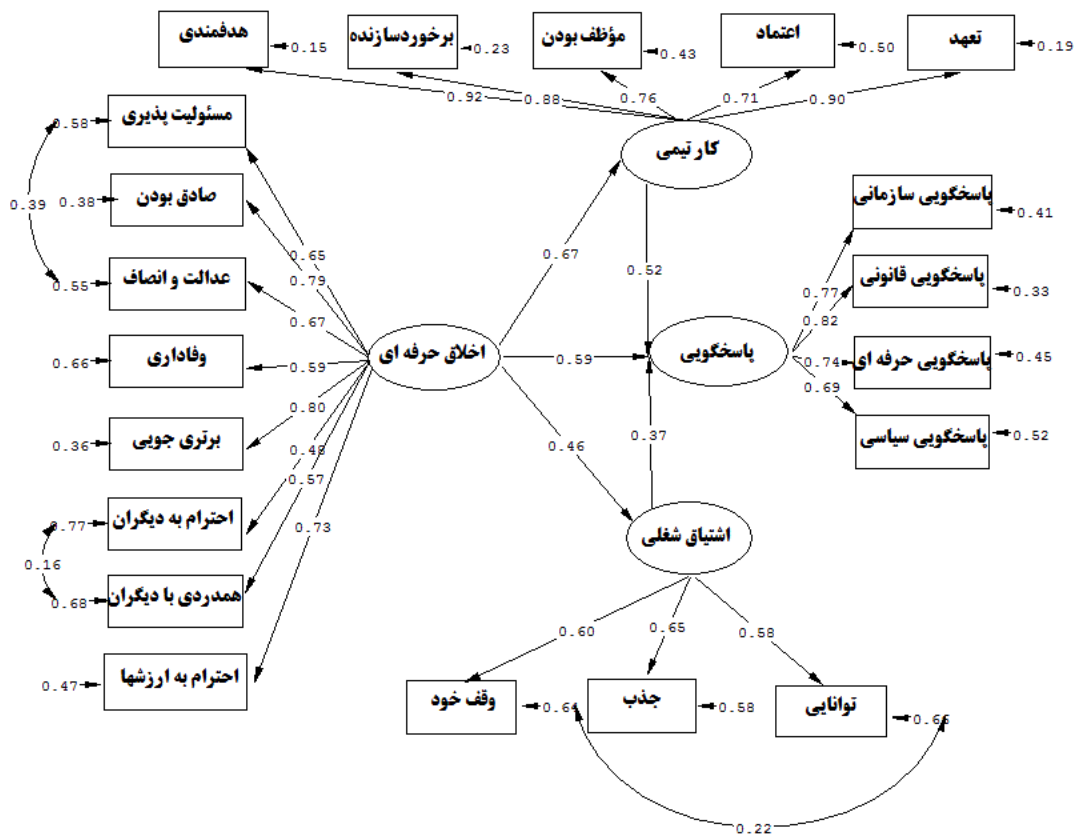 هدفمندی
0.15
برخوردسازنده
0.23
مؤظف بودن
0.43
اعتماد
0.50
تعهد
0.19
0.92
0.88
0.76
0.71
0.90
کار تیمی
مسئولیت پذیری
0.58
صادق بودن
0.38
0.39
عدالت و انصاف
0.55
وفاداری
0.66
برتری جویی
0.36
احترام به دیگران
0.77
0.16
همدردی با دیگران
0.68
احترام به ارزشها
0.47
0.65
0.79
0.67
0.59
0.80
0.48
0.57
0.73
اخلاق حرفه ای
0.67
0.52
0.59
0.46
0.37
پاسخگویی
پاسخگویی سازمانی
0.41
پاسخگویی قانونی
0.33
پاسخگویی حرفه ای
0.45
پاسخگویی سیاسی
0.52
0.77
0.82
0.74
0.69
اشتیاق شغلی
0.60
0.65
0.58
وقف خود
0.64
جذب
0.58
توانایی
0.22